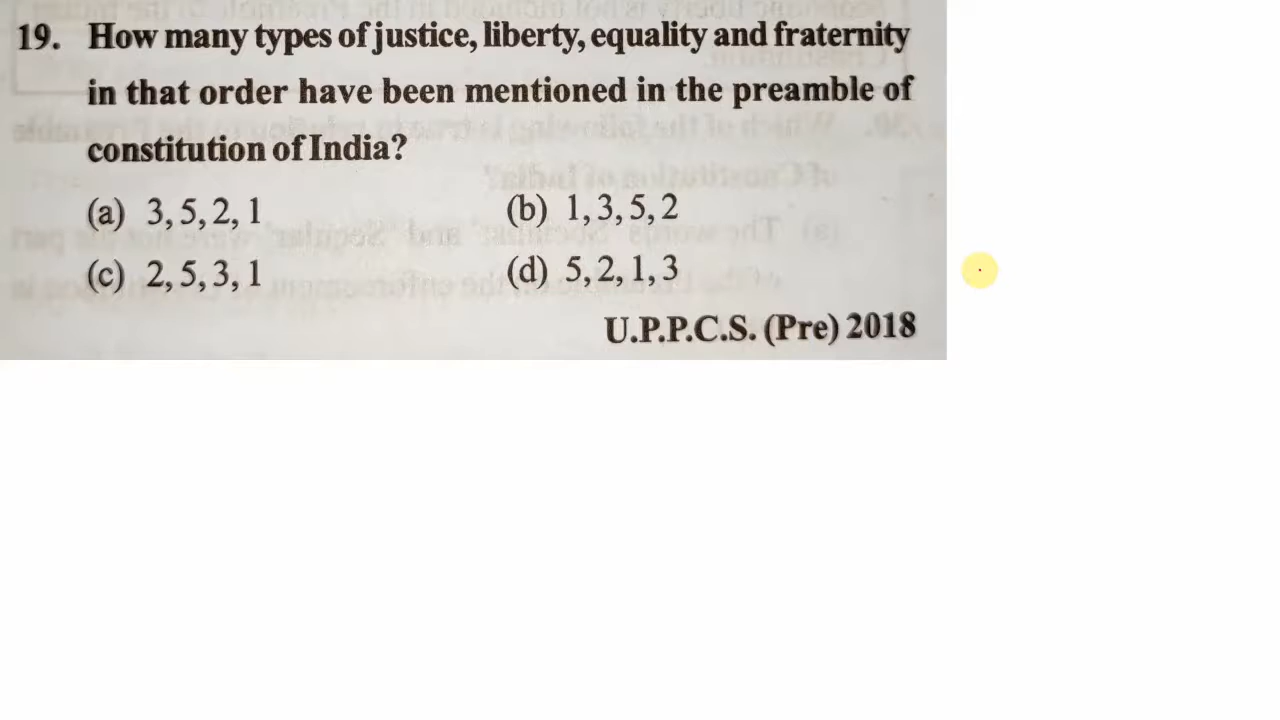 19. How many types of justice, liberty, equality and fraternity
in that order have been mentioned in the preamble of
constitution of India?
(a) 3, 5, 2, 1 (b) 1, 3, 5, 2
(c) 2, 5, 3, 1 (d) 5, 2, 1, 3
U.P.P.C.S. (Pre) 2018